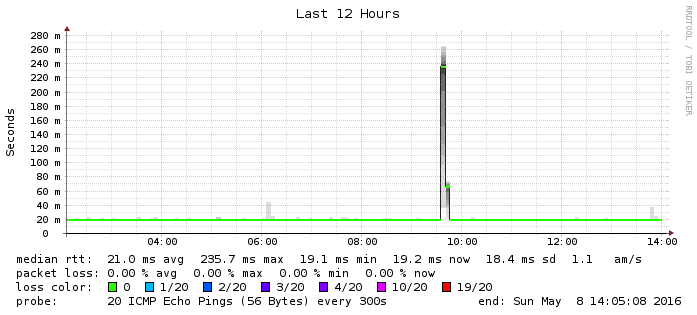 Last 12 Hours
RRDTOOL / TOBI OETIKER
Seconds
280 m
260 m
240 m
220 m
200 m
180 m
160 m
140 m
120 m
100 m
80 m
60 m
40 m
20 m
0
04:00 06:00 08:00 10:00 12:00 14:00
median rtt: 21.0 ms avg 235.7 ms max 19.1 ms min 19.2 ms now 18.4 ms sd 1.1 am/s
packet loss: 0.00 % avg 0.00 % max 0.00 % min 0.00 % now
loss color: 0 1/20 2/20 3/20 4/20 10/20 19/20
probe: 20 ICMP Echo Pings (56 Bytes) every 300s end: Sun May 8 14:05:08 2016